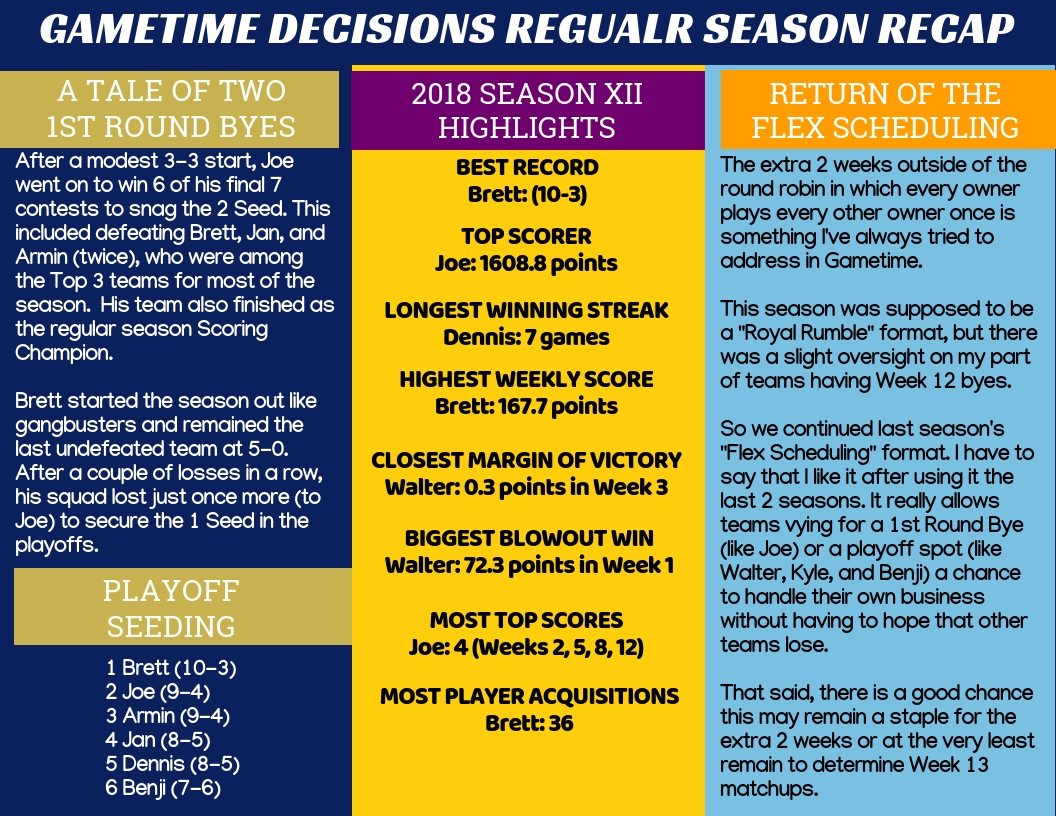 GAMETIME DECISIONS REGUALR SEASON RECAP
A TALE OF TWO
1ST ROUND BYES
After a modest 3-3 start, Joe
went on to win 6 of his final 7
contests to snag the 2 Seed. This
included defeating Brett, Jan, and
Armin (twice), who were among
the Top 3 teams for most of the
season.  His team also finished as
the regular season Scoring
Champion.
Brett started the season out like
gangbusters and remained the
last undefeated team at 5-0.
After a couple of losses in a row,
his squad lost just once more (to
Joe) to secure the 1 Seed in the
playoffs.
PLAYOFF
SEEDING
1 Brett (10-3)
2 Joe (9-4)
3 Armin (9-4)
4 Jan (8-5)
5 Dennis (8-5)
6 Benji (7-6)
2018 SEASON XII
HIGHLIGHTS
BEST RECORD
Brett: (10-3)
TOP SCORER
Joe: 1608.8 points
LONGEST WINNING STREAK
Dennis: 7 games
HIGHEST WEEKLY SCORE
Brett: 167.7 points
CLOSEST MARGIN OF VICTORY
Walter: 0.3 points in Week 3
BIGGEST BLOWOUT WIN
Walter: 72.3 points in Week 1
MOST TOP SCORES
Joe: 4 (Weeks 2, 5, 8, 12)
MOST PLAYER ACQUISITIONS
Brett: 36
RETURN OF THE
FLEX SCHEDULING
The extra 2 weeks outside of the
round robin in which every owner
plays every other owner once is
something I've always tried to
address in Gametime.
This season was supposed to be
a "Royal Rumble" format, but there
was a slight oversight on my part
of teams having Week 12 byes.
So we continued last season's
"Flex Scheduling" format. I have to
say that I like it after using it the
last 2 seasons. It really allows
teams vying for a 1st Round Bye
(like Joe) or a playoff spot (like
Walter, Kyle, and Benji) a chance
to handle their own business
without having to hope that other
teams lose.
That said, there is a good chance
this may remain a staple for the
extra 2 weeks or at the very least
remain to determine Week 13
matchups.